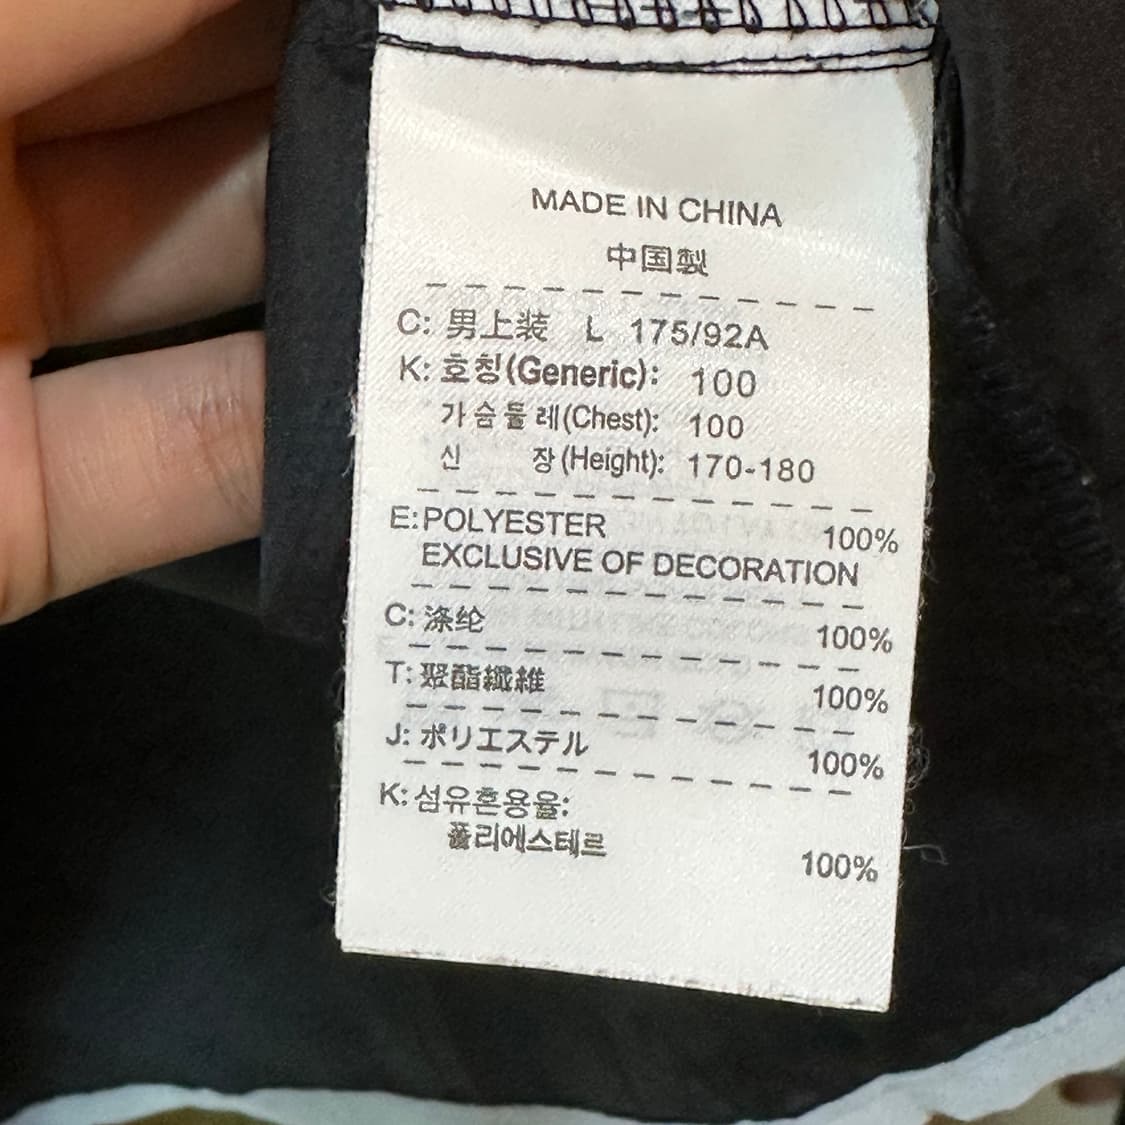 MADE IN CHINA
中国製
C: 男上装 L 175/92A
K: 호칭(Generic): 100
가슴둘레(Chest): 100
신 장(Height): 170-180
E: POLYESTER 100%
EXCLUSIVE OF DECORATION
C: 涤纶 100%
T: 聚酯纖維 100%
J: ポリエステル 100%
K: 섬유혼용율:
폴리에스테르 100%